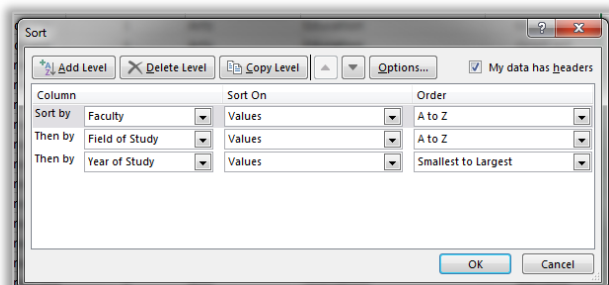 Sort
Add Level Delete Level Copy Level Options... My data has headers
Column Sort On Order
Sort by Faculty Values A to Z
Then by Field of Study Values A to Z
Then by Year of Study Values Smallest to Largest
OK Cancel